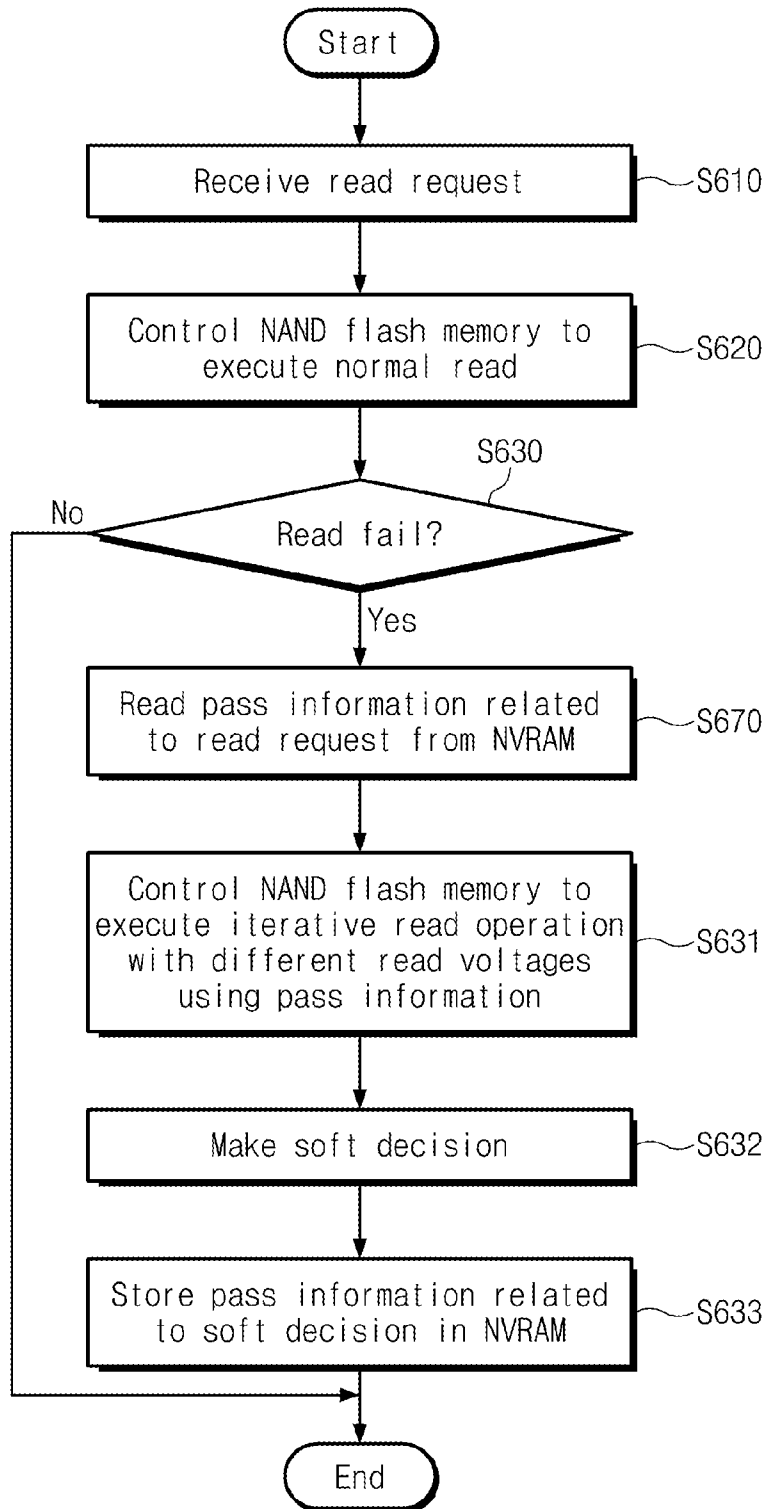 Start
Receive read request
S610
Control NAND flash memory to
execute normal read
S620
S630
No
Read fail?
Yes
Read pass information related
to read request from NVRAM
S670
Control NAND flash memory to
execute iterative read operation
with different read voltages
using pass information
S631
Make soft decision
S632
Store pass information related
to soft decision in NVRAM
S633
End